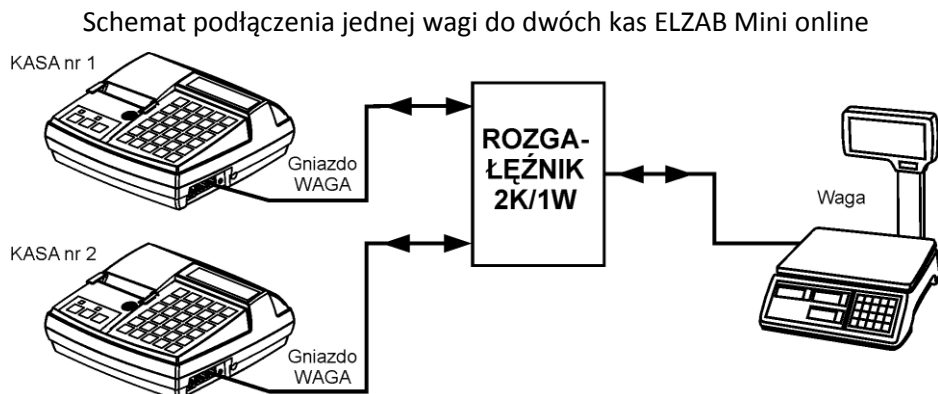 Schemat podłączenia jednej wagi do dwóch kas ELZAB Mini online
KASA nr 1
Gniazdo
WAGA
ROZGA-
ŁĘŹNIK
2K/1W
Waga
KASA nr 2
Gniazdo
WAGA